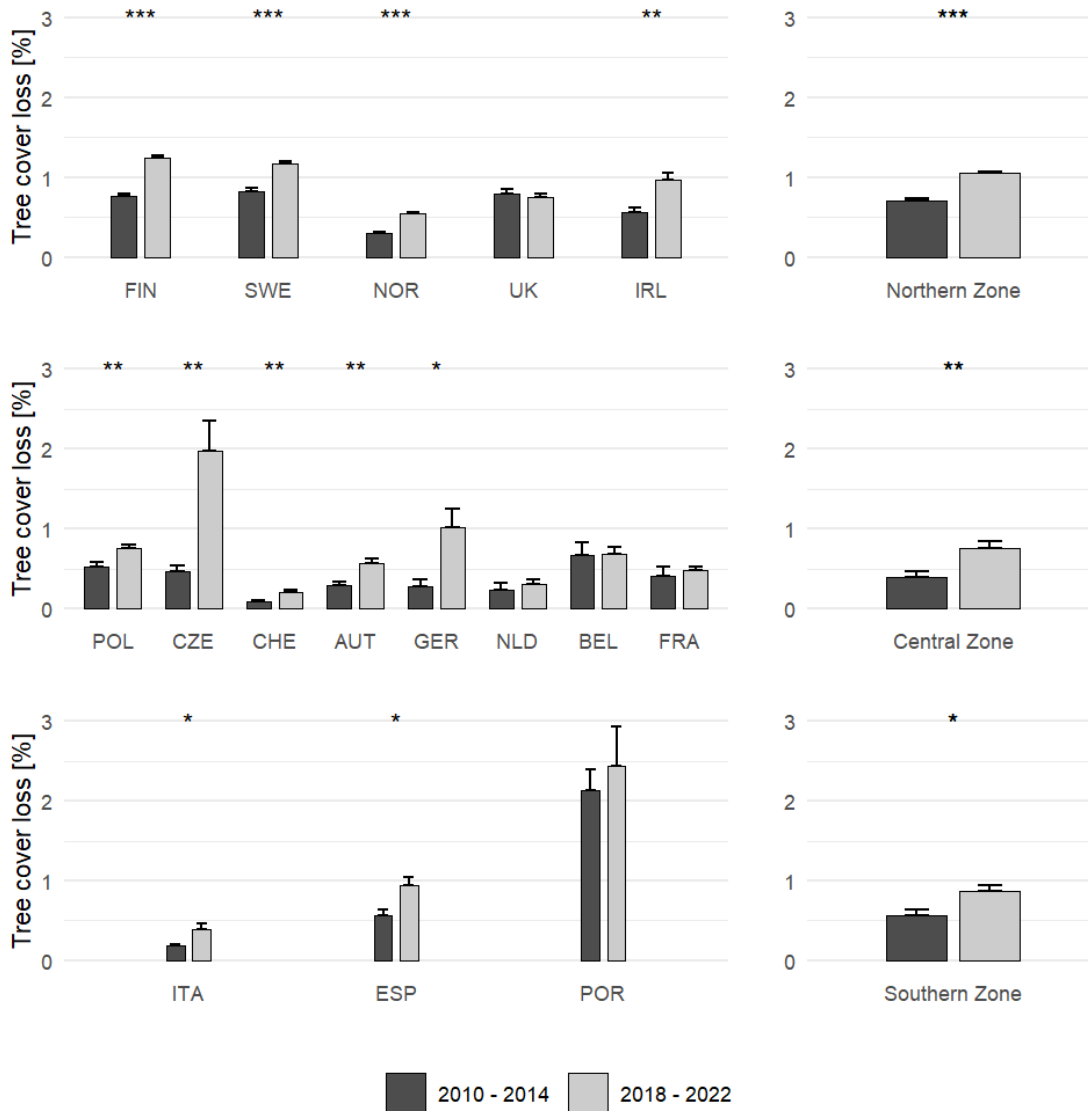 3 *** *** *** ** 3 ***
Tree cover loss [%]
2 2
1 1
0 0
FIN SWE NOR UK IRL Northern Zone
3 ** ** ** ** * 3 **
Tree cover loss [%]
2 2
1 1
0 0
POL CZE CHE AUT GER NLD BEL FRA Central Zone
3 * * 3 *
Tree cover loss [%]
2 2
1 1
0 0
ITA ESP POR Southern Zone
2010 - 2014 2018 - 2022